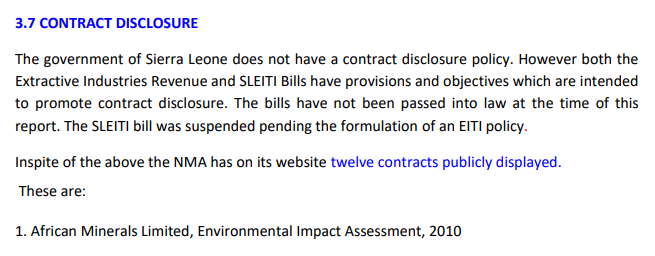 3.7 CONTRACT DISCLOSURE
The government of Sierra Leone does not have a contract disclosure policy. However both the
Extractive Industries Revenue and SLEITI Bills have provisions and objectives which are intended
to promote contract disclosure. The bills have not been passed into law at the time of this
report. The SLEITI bill was suspended pending the formulation of an EITI policy.
Inspite of the above the NMA has on its website twelve contracts publicly displayed.
These are:
1. African Minerals Limited, Environmental Impact Assessment, 2010